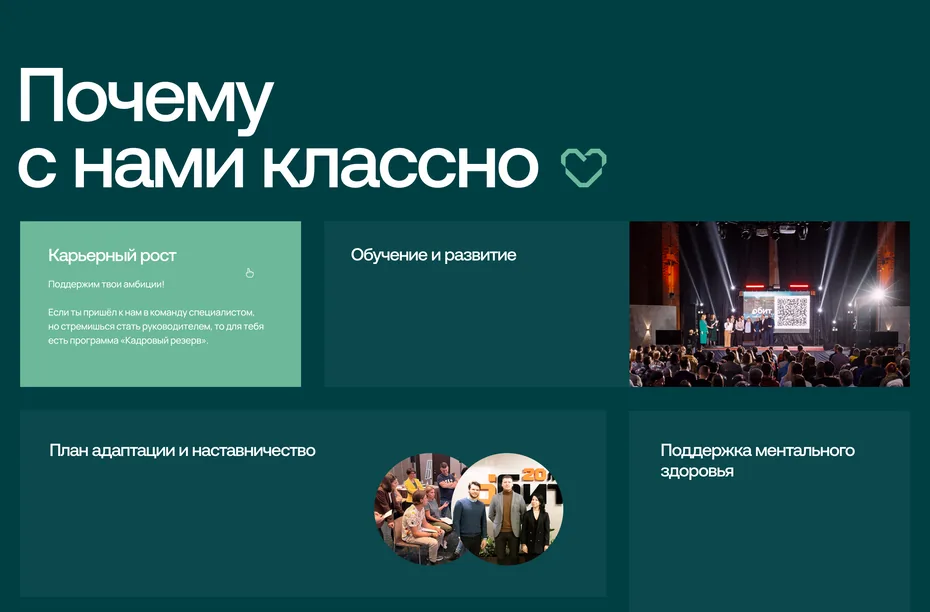 Почему
с нами классно
Карьерный рост
Поддержим твои амбиции!
Если ты пришёл к нам в команду специалистом,
но стремишься стать руководителем, то для тебя
есть программа «Кадровый резерв».
Обучение и развитие
План адаптации и наставничество
20
Поддержка ментального
здоровья